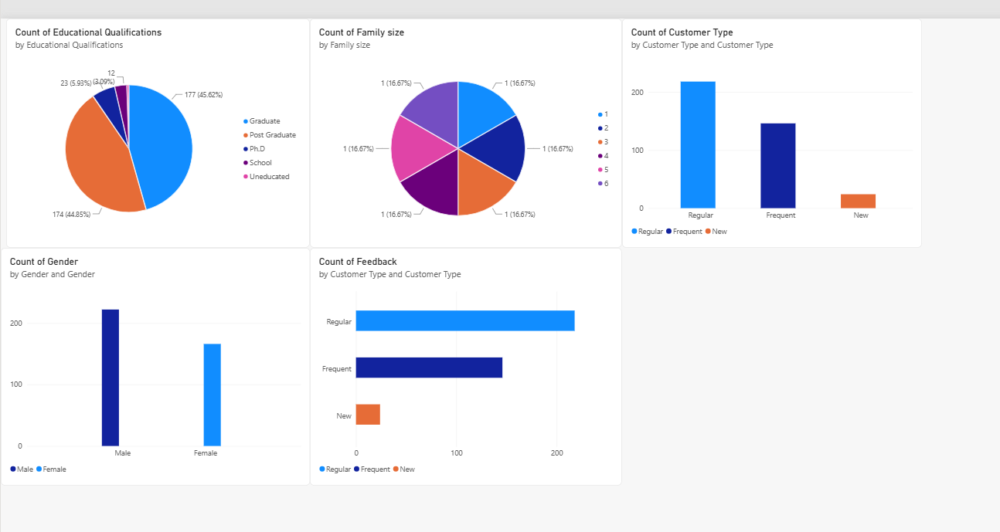 Count of Educational Qualifications
by Educational Qualifications
12
23 (5.93%)
(3.09%)
177 (45.62%)
174 (44.85%)
Graduate
Post Graduate
Ph.D
School
Uneducated
Count of Family size
by Family size
1 (16.67%)
1 (16.67%)
1 (16.67%)
1 (16.67%)
1 (16.67%)
1 (16.67%)
1
2
3
4
5
6
Count of Customer Type
by Customer Type and Customer Type
200
100
0
Regular
Frequent
New
Regular Frequent New
Count of Gender
by Gender and Gender
200
100
0
Male
Female
Male Female
Count of Feedback
by Customer Type and Customer Type
Regular
Frequent
New
0
100
200
Regular Frequent New